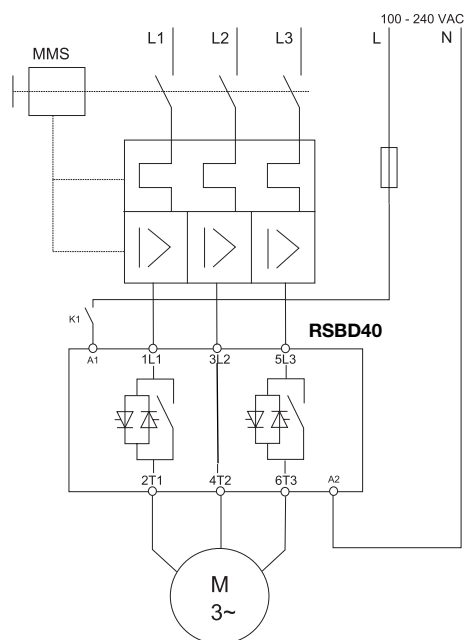 100 - 240 VAC
L1 L2 L3 L N
MMS
K1
RSBD40
A1 1L1 3L2 5L3
2T1 4T2 6T3 A2
M
3~